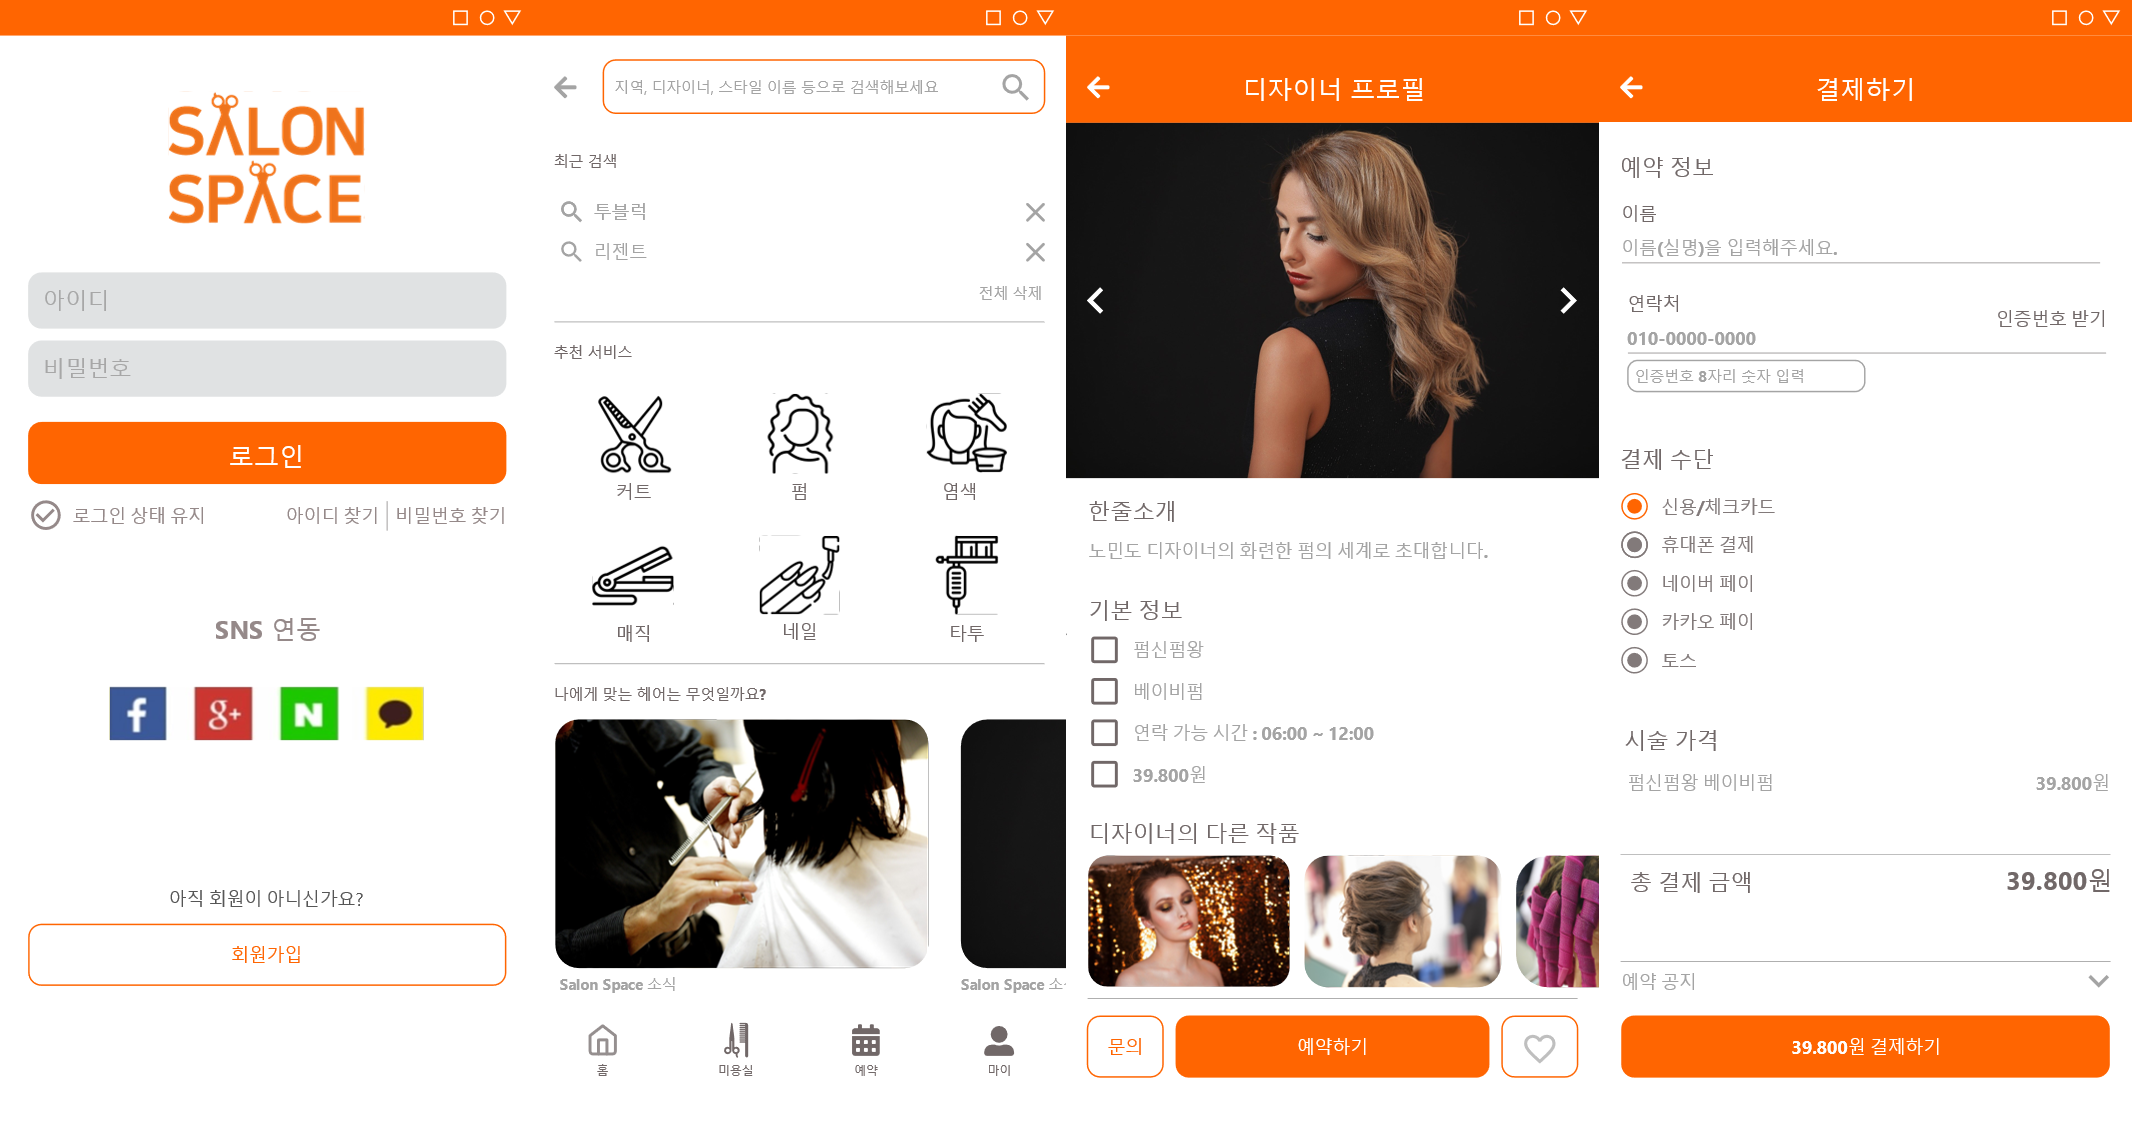 SALON
SPACE
아이디
비밀번호
로그인
로그인 상태 유지
아이디 찾기
비밀번호 찾기
SNS 연동
f
g+
N
아직 회원이 아니신가요?
회원가입
지역, 디자이너, 스타일 이름 등으로 검색해보세요
최근 검색
투블럭
리젠트
전체 삭제
추천 서비스
커트
펌
염색
매직
네일
타투
나에게 맞는 헤어는 무엇일까요?
Salon Space 소식
Salon Space
홈
미용실
예약
마이
디자이너 프로필
한줄소개
노민도 디자이너의 화련한 펌의 세계로 초대합니다.
기본 정보
펌신펌왕
베이비펌
연락 가능 시간 : 06:00 ~ 12:00
39.800원
디자이너의 다른 작품
문의
예약하기
결제하기
예약 정보
이름
이름(실명)을 입력해주세요.
연락처
인증번호 받기
010-0000-0000
인증번호 8자리 숫자 입력
결제 수단
신용/체크카드
휴대폰 결제
네이버 페이
카카오 페이
토스
시술 가격
펌신펌왕 베이비펌
39.800원
총 결제 금액
39.800원
예약 공지
39.800원 결제하기